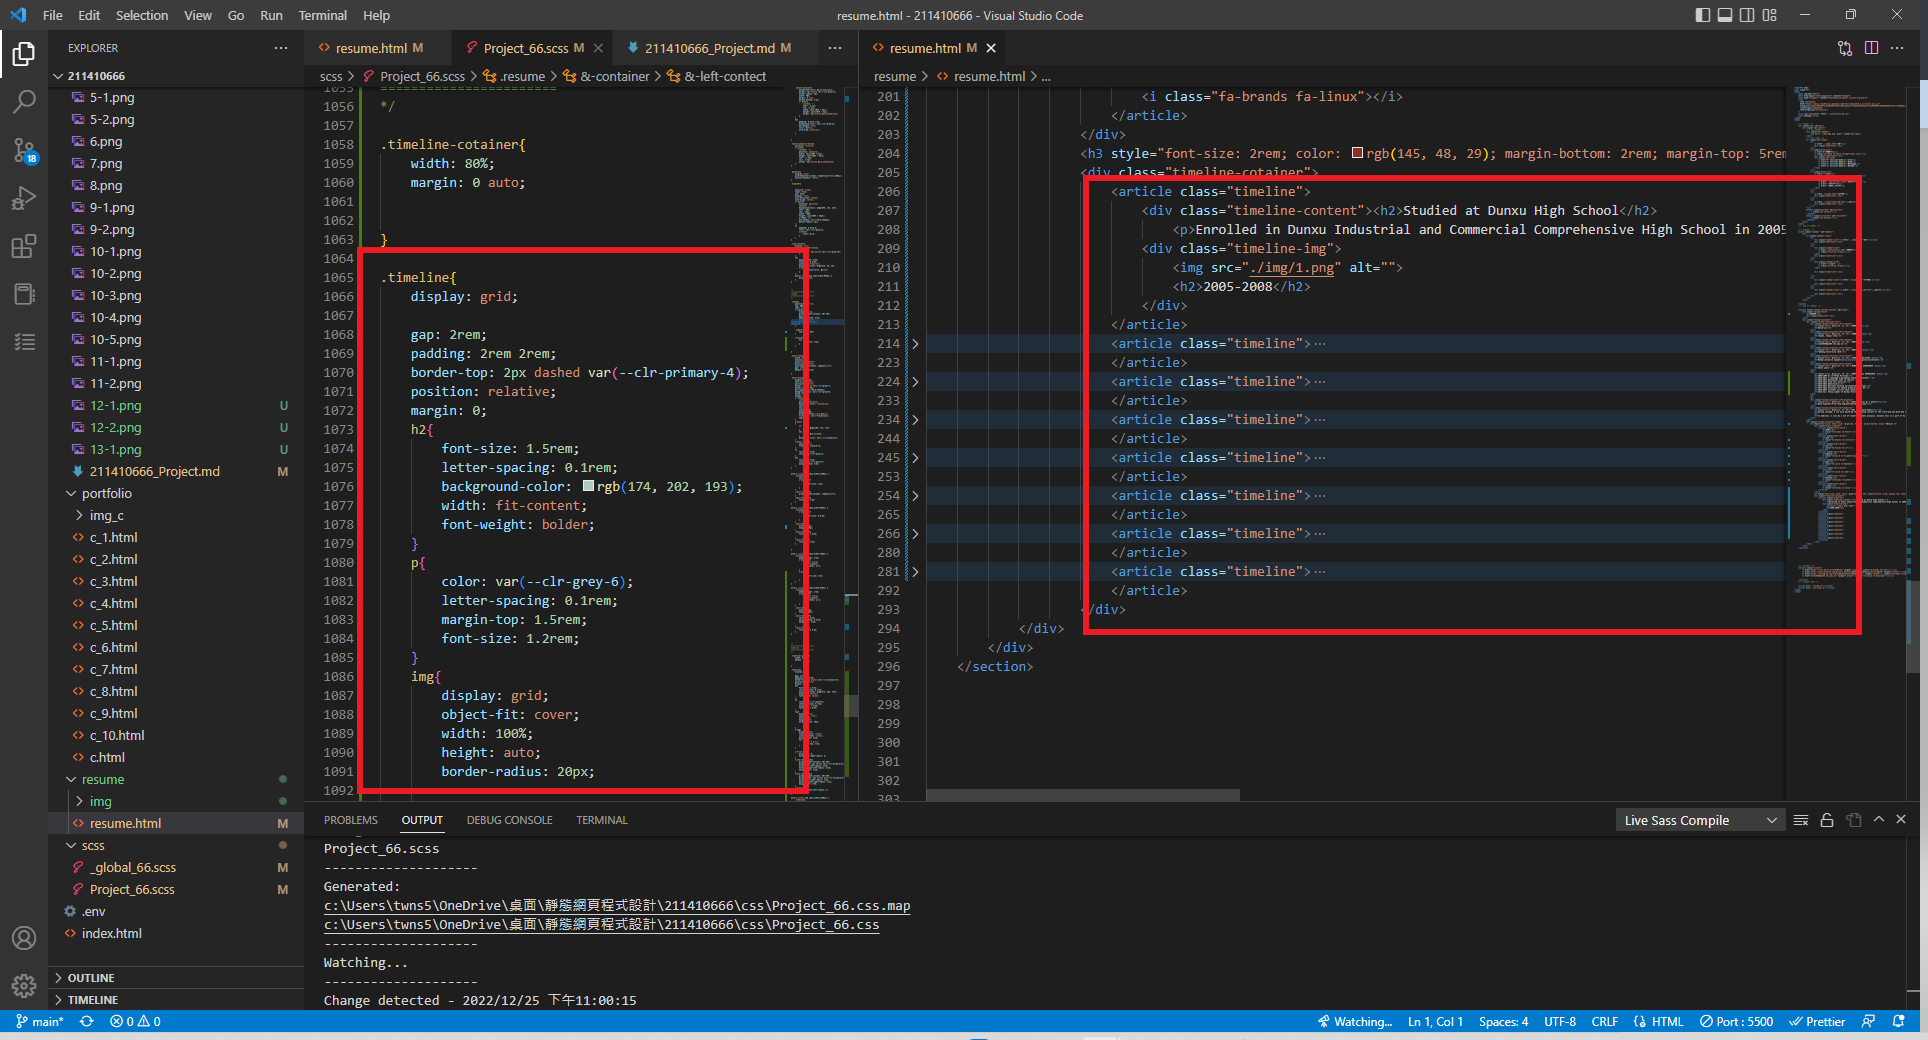 File Edit Selection View Go Run Terminal Help
resume.html - 211410666 - Visual Studio Code
EXPLORER
211410666
5-1.png
5-2.png
6.png
7.png
8.png
9-1.png
9-2.png
10-1.png
10-2.png
10-3.png
10-4.png
10-5.png
11-1.png
11-2.png
12-1.png U
12-2.png U
13-1.png U
211410666_Project.md M
portfolio
img_c
c_1.html
c_2.html
c_3.html
c_4.html
c_5.html
c_6.html
c_7.html
c_8.html
c_9.html
c_10.html
c.html
resume
img
resume.html M
scss
_global_66.scss M
Project_66.scss M
.env
index.html
OUTLINE
TIMELINE
18
resume.html M Project_66.scss M 211410666_Project.md M
scss > Project_66.scss > .resume > &-container > &-left-contect
1056 */
1057
1058 .timeline-cotainer{
1059 width: 80%;
1060 margin: 0 auto;
1061
1062
1063 }
1064
1065 .timeline{
1066 display: grid;
1067
1068 gap: 2rem;
1069 padding: 2rem 2rem;
1070 border-top: 2px dashed var(--clr-primary-4);
1071 position: relative;
1072 margin: 0;
1073 h2{
1074 font-size: 1.5rem;
1075 letter-spacing: 0.1rem;
1076 background-color: rgb(174, 202, 193);
1077 width: fit-content;
1078 font-weight: bolder;
1079 }
1080 p{
1081 color: var(--clr-grey-6);
1082 letter-spacing: 0.1rem;
1083 margin-top: 1.5rem;
1084 font-size: 1.2rem;
1085 }
1086 img{
1087 display: grid;
1088 object-fit: cover;
1089 width: 100%;
1090 height: auto;
1091 border-radius: 20px;
1092
resume.html M
resume > resume.html > ...
201 <i class="fa-brands fa-linux"></i>
202 </article>
203 </div>
204 <h3 style="font-size: 2rem; color: rgb(145, 48, 29); margin-bottom: 2rem; margin-top: 5rem
205 <div class="timeline-cotainer">
206 <article class="timeline">
207 <div class="timeline-content"><h2>Studied at Dunxu High School</h2>
208 <p>Enrolled in Dunxu Industrial and Commercial Comprehensive High School in 2005
209 <div class="timeline-img">
210 <img src="./img/1.png" alt="">
211 <h2>2005-2008</h2>
212 </div>
213 </article>
214 <article class="timeline">···
223 </article>
224 <article class="timeline">···
233 </article>
234 <article class="timeline">···
244 </article>
245 <article class="timeline">···
253 </article>
254 <article class="timeline">···
265 </article>
266 <article class="timeline">···
280 </article>
281 <article class="timeline">···
292 </article>
293 </div>
294 </div>
295 </div>
296 </section>
297
298
299
300
301
302
303
PROBLEMS OUTPUT DEBUG CONSOLE TERMINAL
Live Sass Compile
Project_66.scss
--------------------
Generated:
c:\Users\twns5\OneDrive\桌面\靜態網頁程式設計\211410666\css\Project_66.css.map
c:\Users\twns5\OneDrive\桌面\靜態網頁程式設計\211410666\css\Project_66.css
--------------------
Watching...
--------------------
Change detected - 2022/12/25 下午11:00:15
main* 0 0 Watching... Ln 1, Col 1 Spaces: 4 UTF-8 CRLF HTML Port : 5500 Prettier